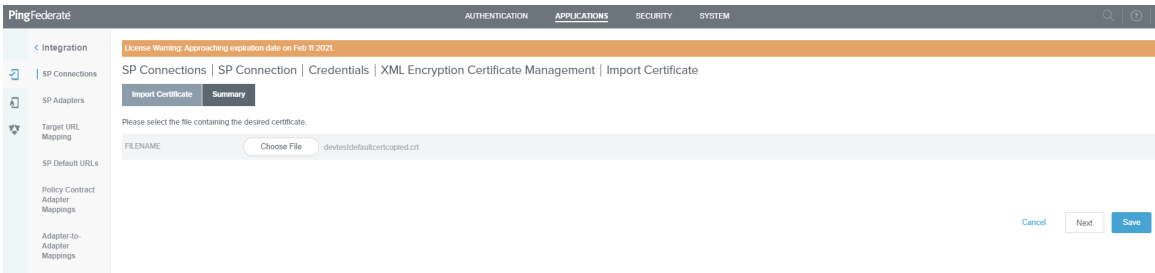 PingFederate
AUTHENTICATION APPLICATIONS SECURITY SYSTEM
< Integration
SP Connections
SP Adapters
Target URL
Mapping
SP Default URLs
Policy Contract
Adapter
Mappings
Adapter-to-
Adapter
Mappings
License Warning: Approaching expiration date on Feb 11 2021.
SP Connections | SP Connection | Credentials | XML Encryption Certificate Management | Import Certificate
Import Certificate Summary
Please select the file containing the desired certificate.
FILENAME Choose File devtestdefaultcertcopied.crt
Cancel Next Save